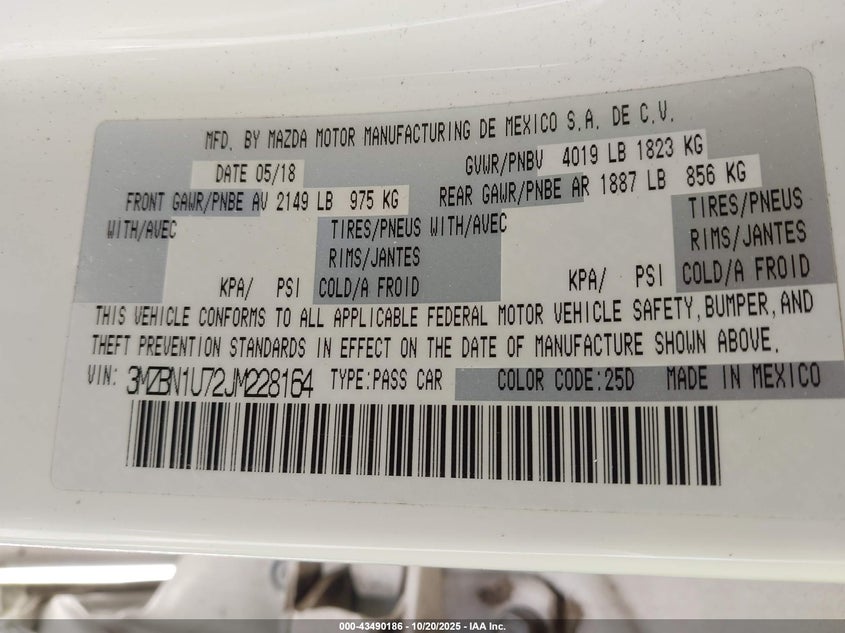 MFD. BY MAZDA MOTOR MANUFACTURING DE MEXICO S.A. DE C.V.
DATE 05/18 GVWR/PNBV 4019 LB 1823 KG
FRONT GAWR/PNBE AV 2149 LB 975 KG REAR GAWR/PNBE AR 1887 LB 856 KG
WITH/AVEC TIRES/PNEUS WITH/AVEC TIRES/PNEUS
RIMS/JANTES RIMS/JANTES
KPA/ PSI COLD/A FROID KPA/ PSI COLD/A FROID
THIS VEHICLE CONFORMS TO ALL APPLICABLE FEDERAL MOTOR VEHICLE SAFETY, BUMPER, AND
THEFT PREVENTION STANDARDS IN EFFECT ON THE DATE OF MANUFACTURE SHOWN ABOVE.
VIN: 3MZBN1U72JM228164 TYPE:PASS CAR COLOR CODE:25D MADE IN MEXICO
000-43490186 - 10/20/2025 - IAA Inc.